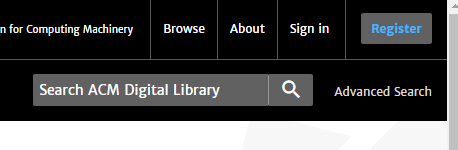 n for Computing Machinery Browse About Sign in Register
Search ACM Digital Library Advanced Search